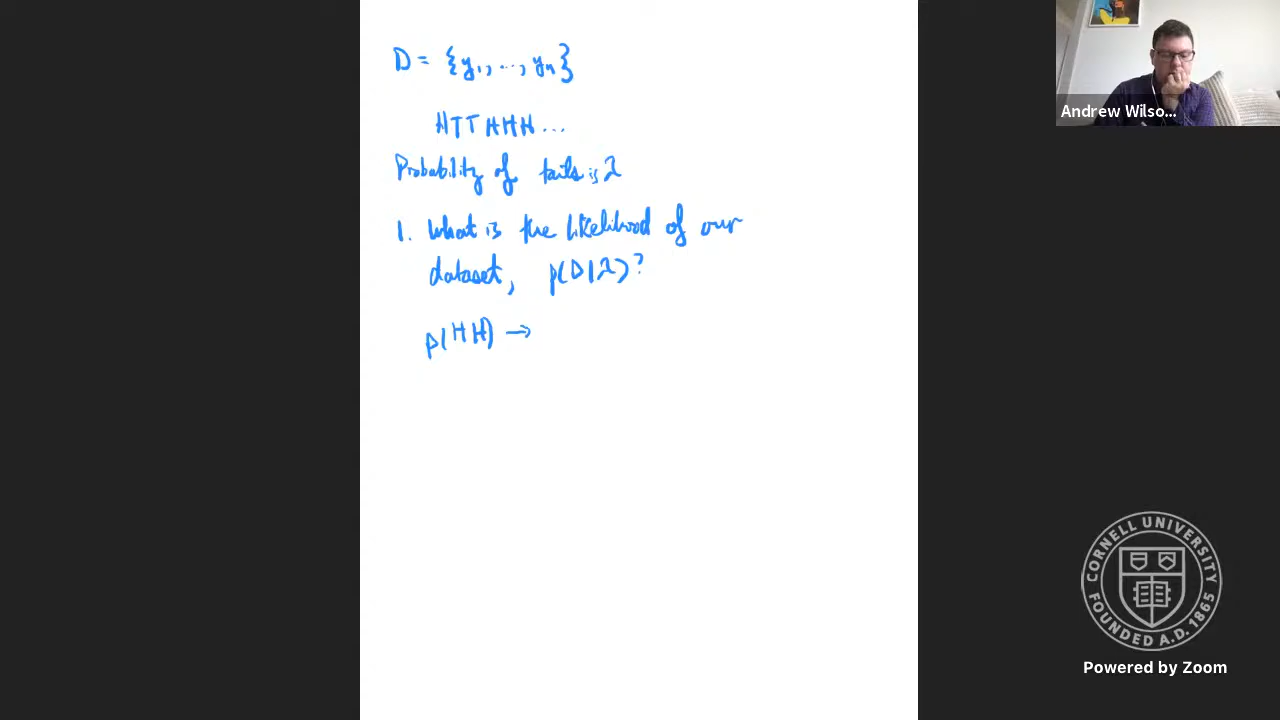 D = {y₁, ..., yₙ}
HTTHHH...
Probability of tails is λ
1. What is the likelihood of our
dataset, p(D|λ)?
p(HH) →
Andrew Wilso...
CORNELL UNIVERSITY
FOUNDED A.D. 1865
Powered by Zoom